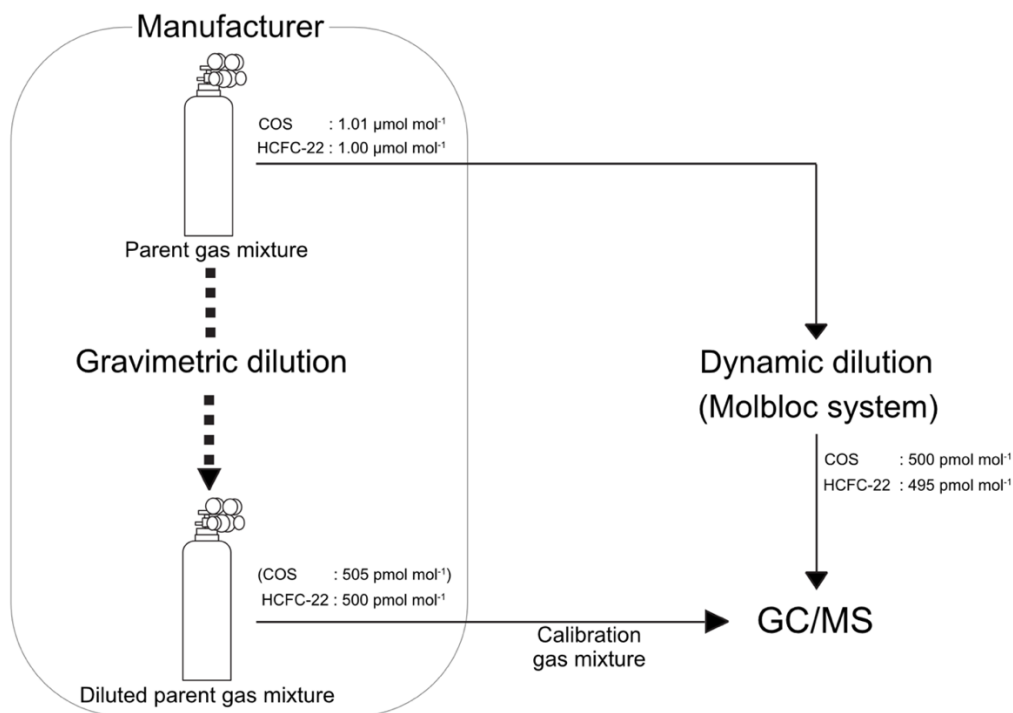 Manufacturer
COS : 1.01 µmol mol⁻¹
HCFC-22 : 1.00 µmol mol⁻¹
Parent gas mixture
Gravimetric dilution
Dynamic dilution
(Molbloc system)
COS : 500 pmol mol⁻¹
HCFC-22 : 495 pmol mol⁻¹
(COS : 505 pmol mol⁻¹)
HCFC-22 : 500 pmol mol⁻¹
Calibration
gas mixture
GC/MS
Diluted parent gas mixture